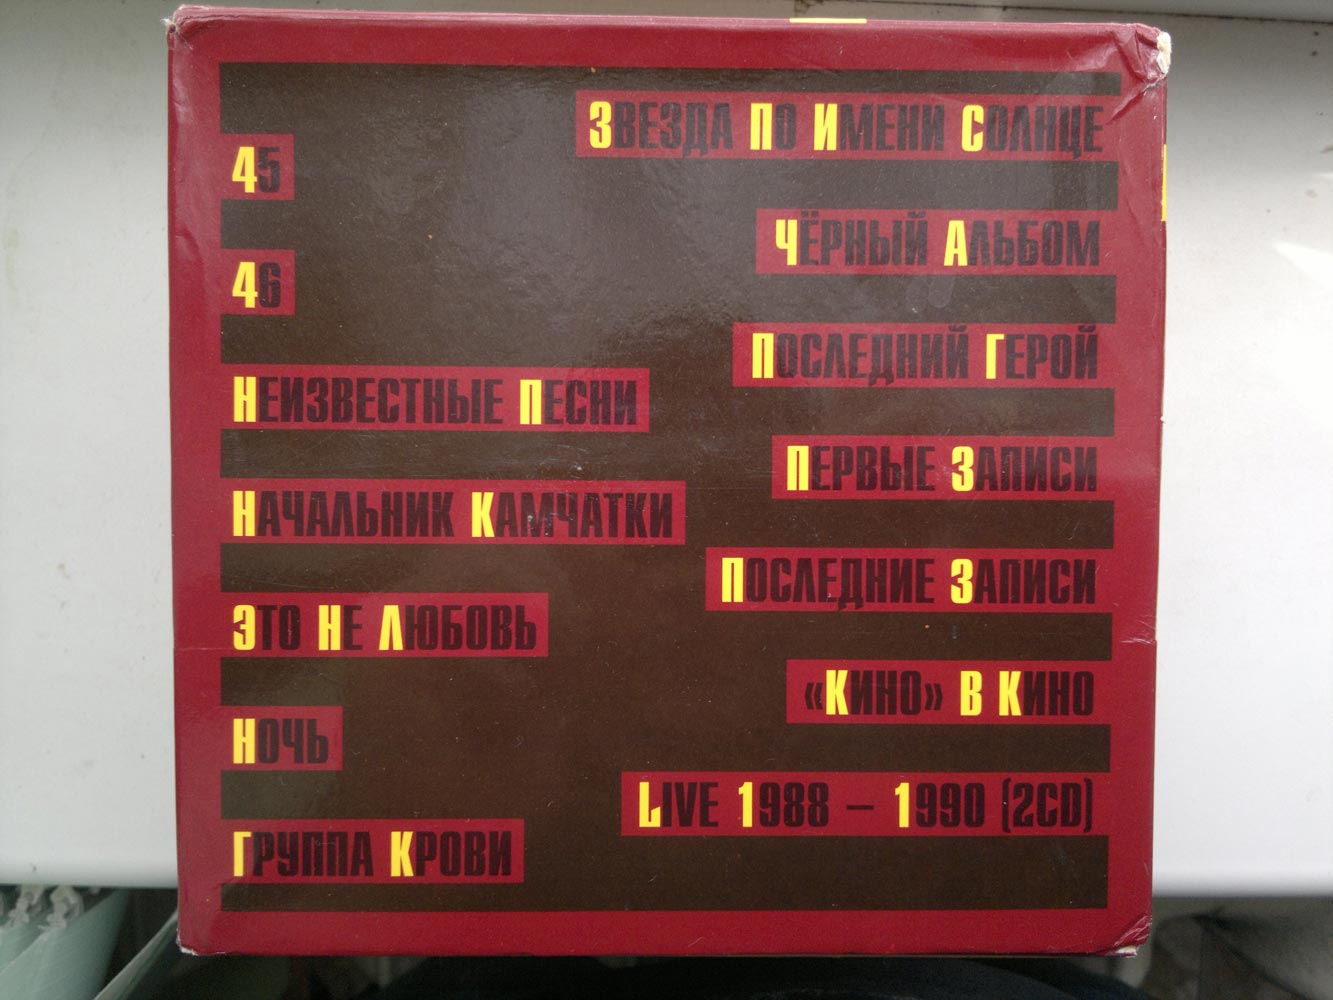 45
46
Неизвестные Песни
Начальник Камчатки
Это Не Любовь
Ночь
Группа Крови
Звезда По Имени Солнце
Чёрный Альбом
Последний Герой
Первые Записи
Последние Записи
«Кино» В Кино
Live 1988 – 1990 (2CD)